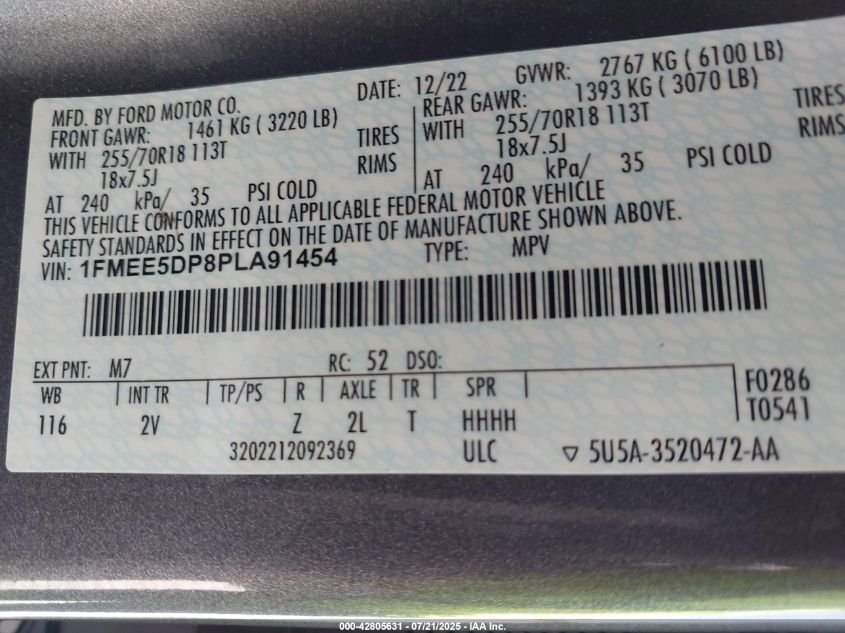 MFD. BY FORD MOTOR CO. DATE: 12/22 GVWR: 2767 KG ( 6100 LB)
FRONT GAWR: 1461 KG ( 3220 LB) REAR GAWR: 1393 KG ( 3070 LB)
WITH 255/70R18 113T TIRES WITH 255/70R18 113T TIRES
18x7.5J RIMS 18x7.5J RIMS
AT 240 kPa/ 35 PSI COLD AT 240 kPa/ 35 PSI COLD
THIS VEHICLE CONFORMS TO ALL APPLICABLE FEDERAL MOTOR VEHICLE
SAFETY STANDARDS IN EFFECT ON THE DATE OF MANUFACTURE SHOWN ABOVE.
VIN: 1FMEE5DP8PLA91454 TYPE: MPV
EXT PNT: M7 RC: 52 DSO:
WB INT TR TP/PS R AXLE TR SPR F0286
116 2V Z 2L T HHHH T0541
3202212092369 ULC ▽ 5U5A-3520472-AA
000-42805631 - 07/21/2025 - IAA Inc.